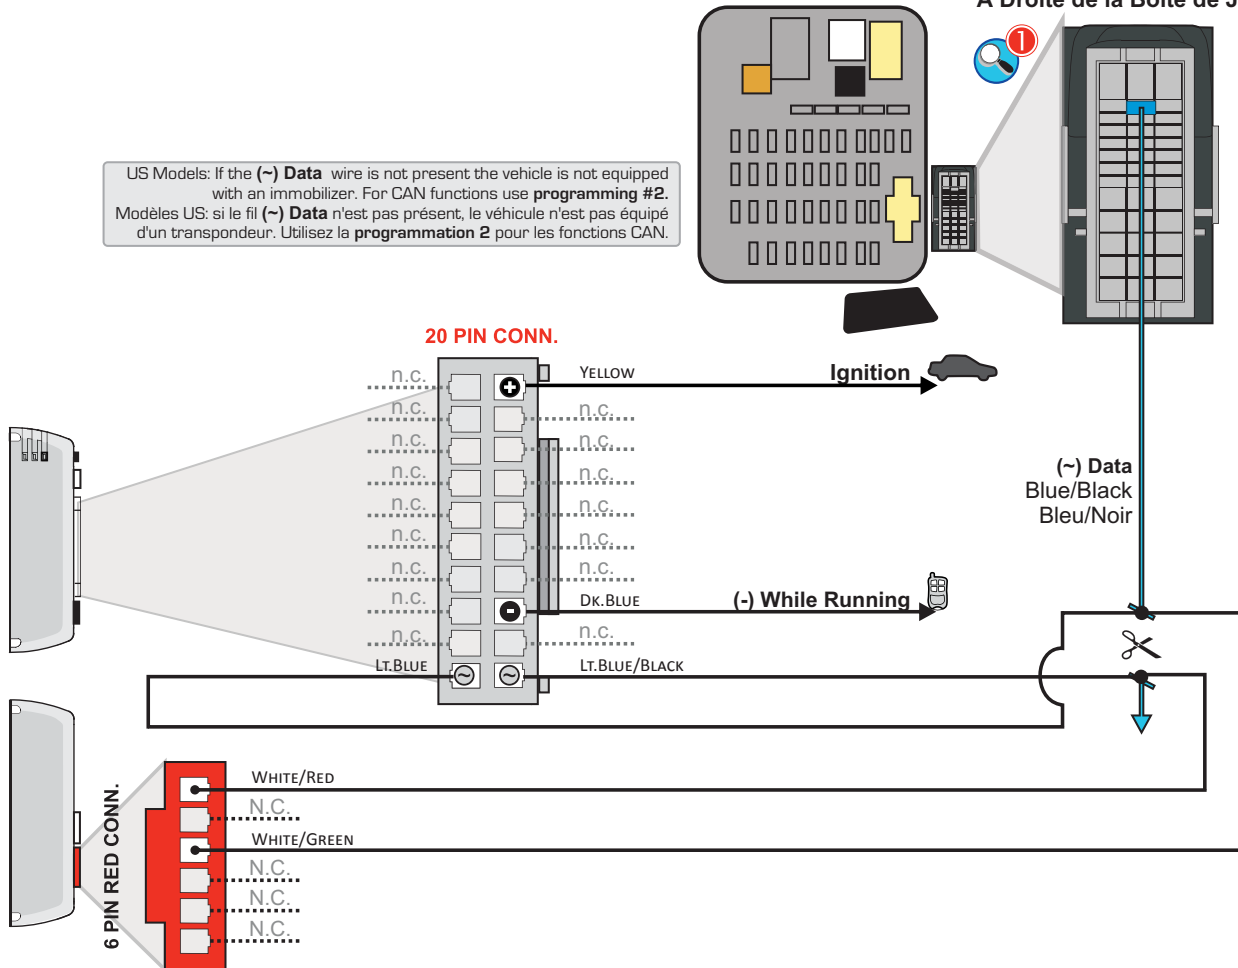 À Droite de la Boîte de J
1
US Models: If the (~) Data wire is not present the vehicle is not equipped
with an immobilizer. For CAN functions use programming #2.
Modèles US: si le fil (~) Data n'est pas présent, le véhicule n'est pas équipé
d'un transpondeur. Utilisez la programmation 2 pour les fonctions CAN.
20 PIN CONN.
n.c.
YELLOW
Ignition
n.c.
n.c.
n.c.
n.c.
n.c.
n.c.
n.c.
n.c.
n.c.
n.c.
n.c.
n.c.
n.c.
DK.BLUE
(-) While Running
n.c.
n.c.
LT.BLUE
LT.BLUE/BLACK
(~) Data
Blue/Black
Bleu/Noir
6 PIN RED CONN.
WHITE/RED
N.C.
WHITE/GREEN
N.C.
N.C.
N.C.